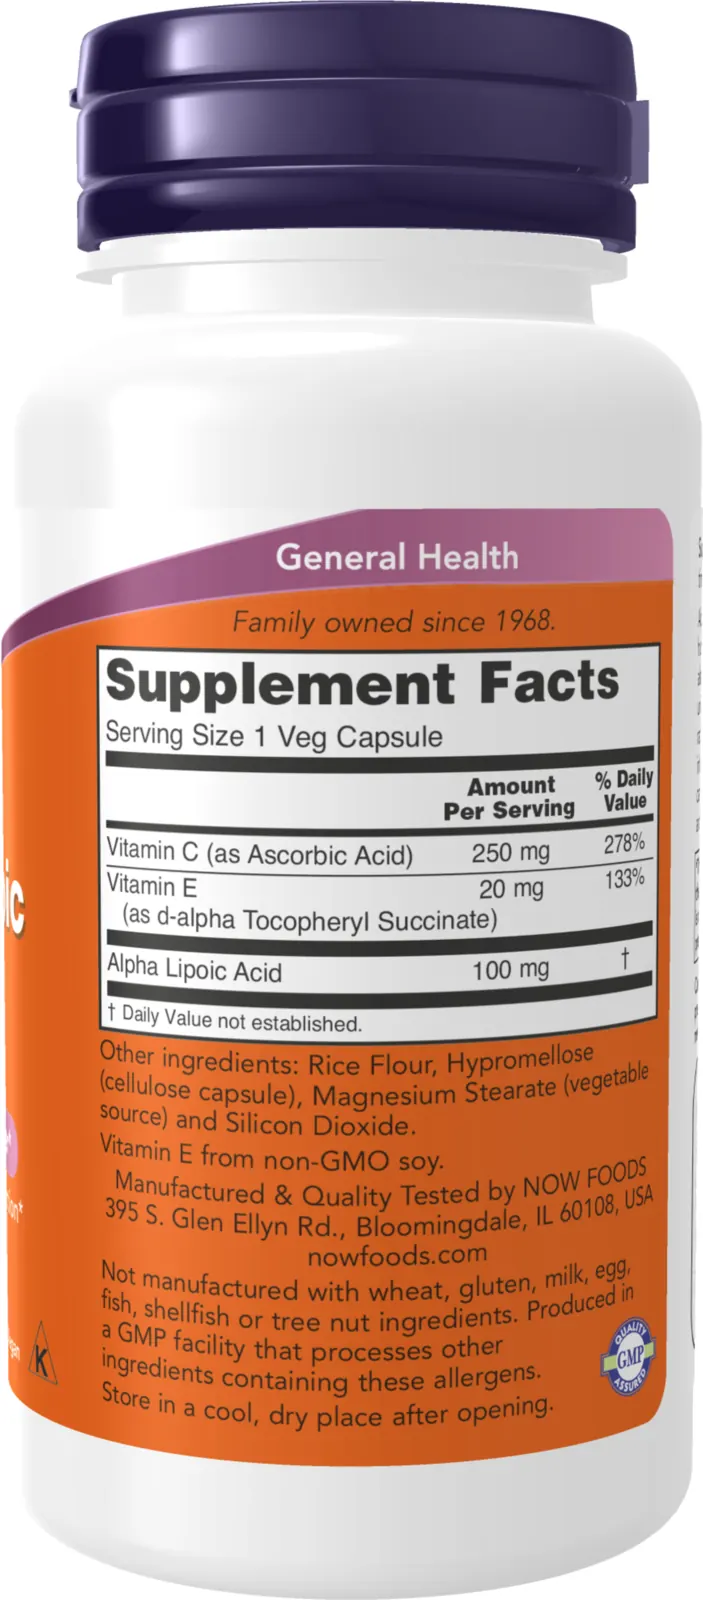 General Health
Family owned since 1968.
Supplement Facts
Serving Size 1 Veg Capsule
Amount Per Serving % Daily Value
Vitamin C (as Ascorbic Acid) 250 mg 278%
Vitamin E 20 mg 133%
(as d-alpha Tocopheryl Succinate)
Alpha Lipoic Acid 100 mg †
† Daily Value not established.
Other ingredients: Rice Flour, Hypromellose
(cellulose capsule), Magnesium Stearate (vegetable
source) and Silicon Dioxide.
Vitamin E from non-GMO soy.
Manufactured & Quality Tested by NOW FOODS
395 S. Glen Ellyn Rd., Bloomingdale, IL 60108, USA
nowfoods.com
Not manufactured with wheat, gluten, milk, egg,
fish, shellfish or tree nut ingredients. Produced in
a GMP facility that processes other
ingredients containing these allergens.
Store in a cool, dry place after opening.
QUALITY
GMP
ASSURED
K